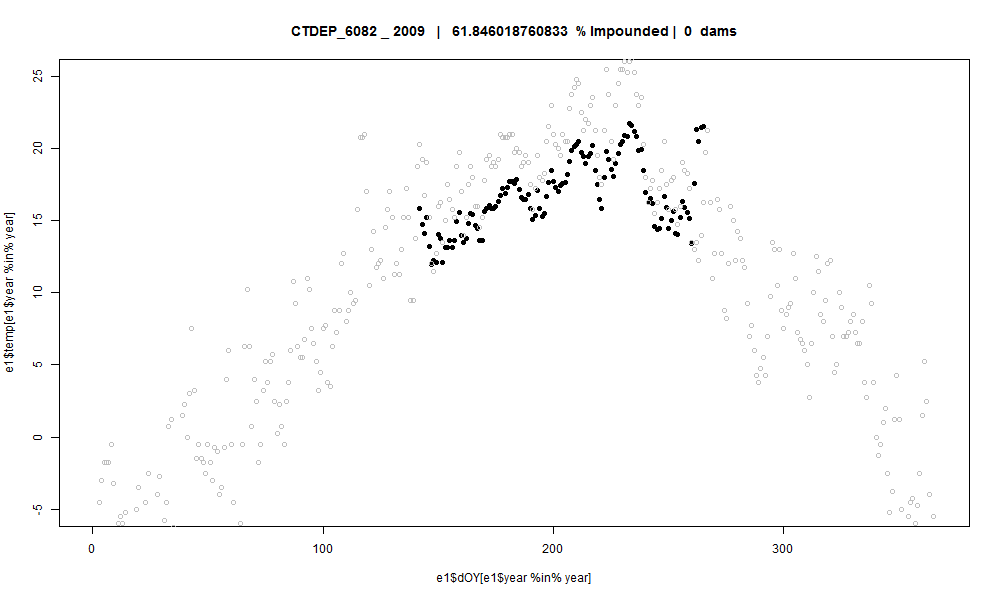 CTDEP_6082 _ 2009 | 61.846018760833 % Impounded | 0 dams
25
20
15
10
5
0
-5
e1$temp[e1$year %in% year]
0 100 200 300
e1$dOY[e1$year %in% year]